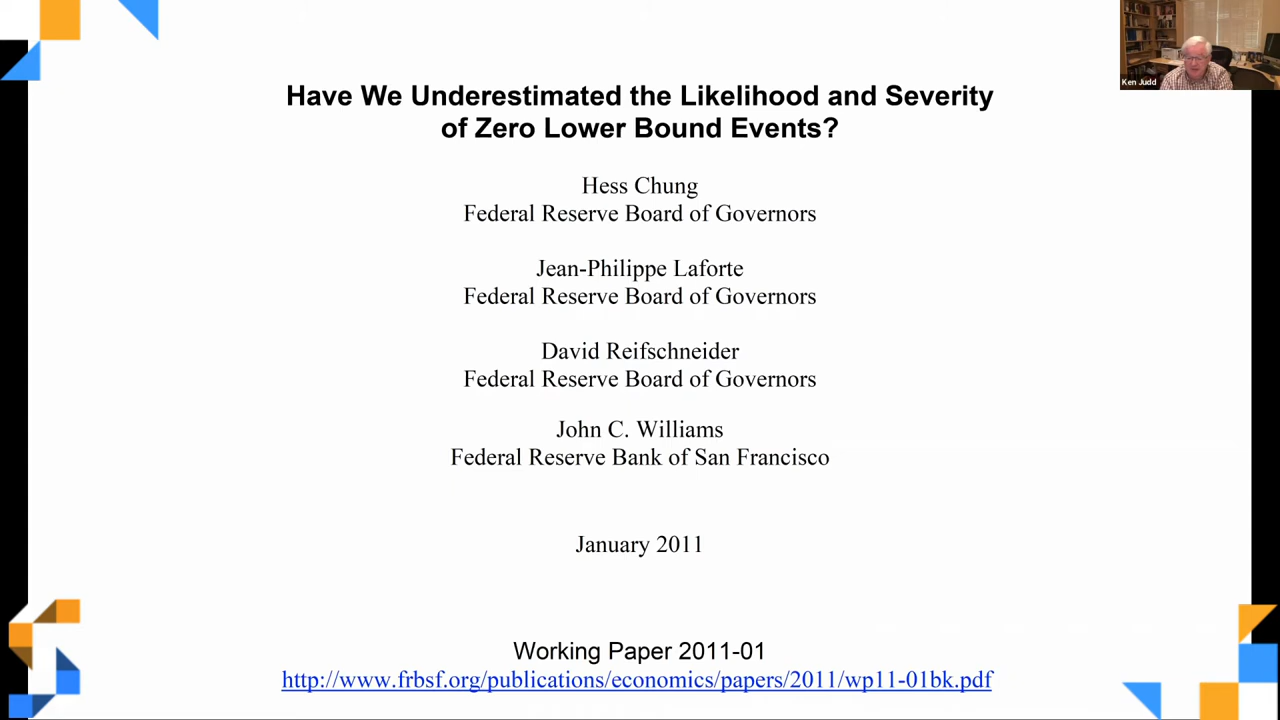 Ken Judd
Have We Underestimated the Likelihood and Severity
of Zero Lower Bound Events?
Hess Chung
Federal Reserve Board of Governors
Jean-Philippe Laforte
Federal Reserve Board of Governors
David Reifschneider
Federal Reserve Board of Governors
John C. Williams
Federal Reserve Bank of San Francisco
January 2011
Working Paper 2011-01
http://www.frbsf.org/publications/economics/papers/2011/wp11-01bk.pdf